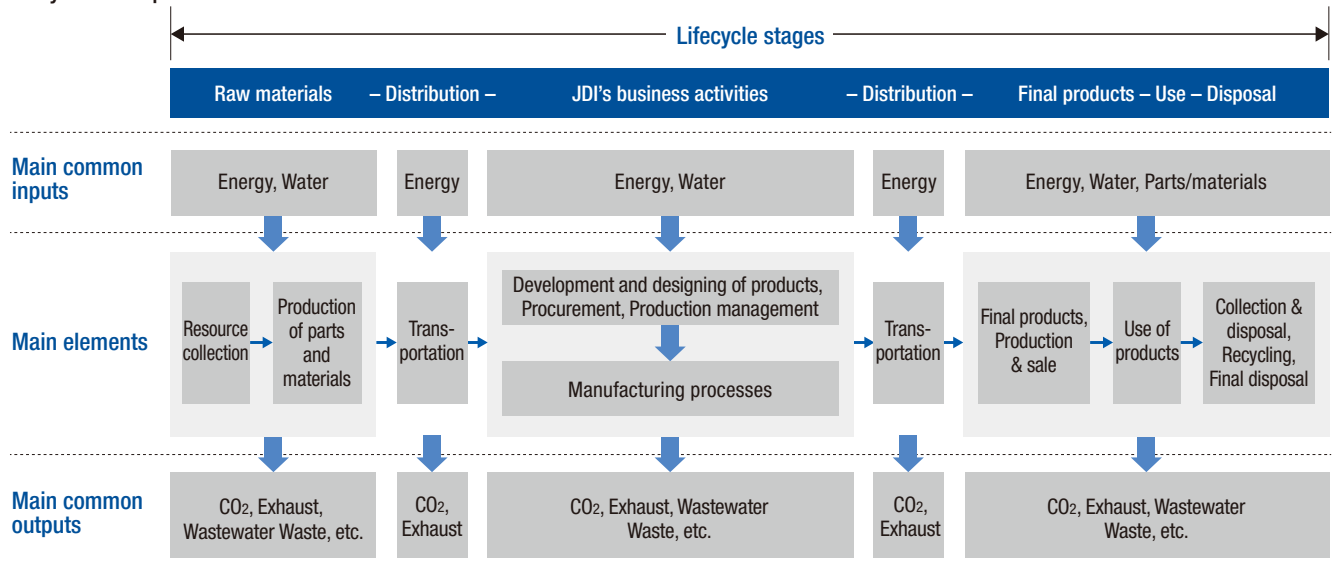 Lifecycle stages
Raw materials
– Distribution –
JDI's business activities
– Distribution –
Final products – Use – Disposal
Main common
inputs
Energy, Water
Energy
Energy, Water
Energy
Energy, Water, Parts/materials
Main elements
Resource
collection
Production
of parts
and
materials
Trans-
portation
Development and designing of products,
Procurement, Production management
Manufacturing processes
Trans-
portation
Final products,
Production
& sale
Use of
products
Collection &
disposal,
Recycling,
Final disposal
Main common
outputs
CO2, Exhaust,
Wastewater Waste, etc.
CO2,
Exhaust
CO2, Exhaust, Wastewater
Waste, etc.
CO2,
Exhaust
CO2, Exhaust, Wastewater
Waste, etc.